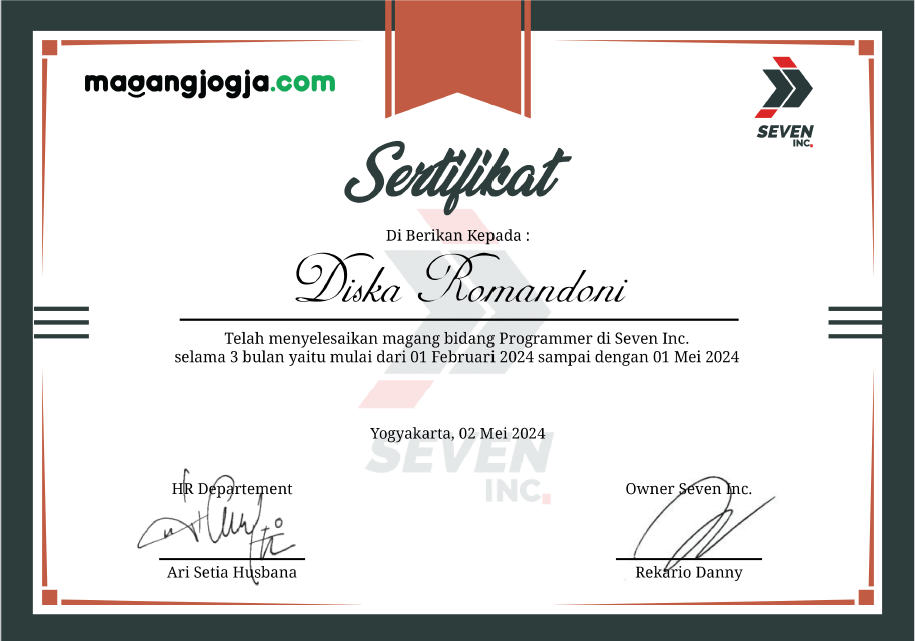 magangjogja.com
SEVEN
INC.
Sertifikat
Di Berikan Kepada :
Diska Romandoni
Telah menyelesaikan magang bidang Programmer di Seven Inc.
selama 3 bulan yaitu mulai dari 01 Februari 2024 sampai dengan 01 Mei 2024
Yogyakarta, 02 Mei 2024
SEVEN
INC.
HR Departement
Owner Seven Inc.
Ari Setia Husbana
Rekario Danny